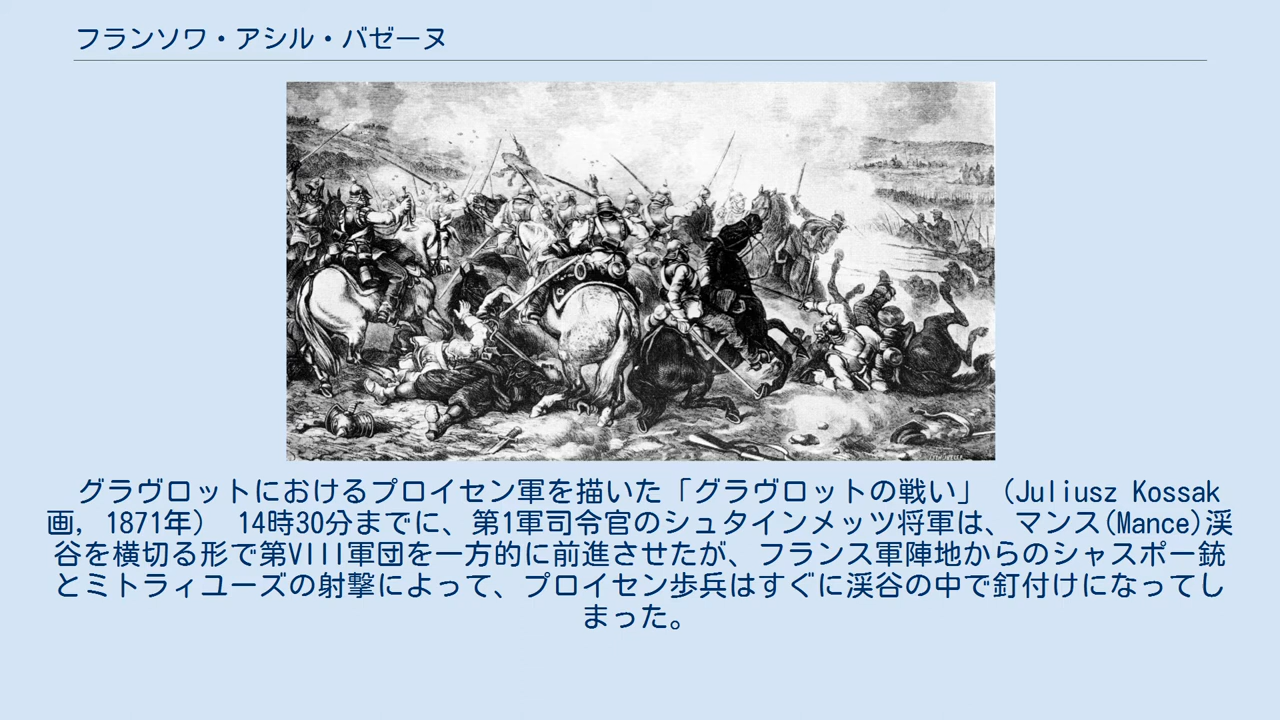 フランソワ・アシル・バゼーヌ
グラヴロットにおけるプロイセン軍を描いた「グラヴロットの戦い」（Juliusz Kossak
画, 1871年） 14時30分までに、第1軍司令官のシュタインメッツ将軍は、マンス(Mance)渓
谷を横切る形で第VIII軍団を一方的に前進させたが、フランス軍陣地からのシャスポー銃
とミトラィユーズの射撃によって、プロイセン歩兵はすぐに渓谷の中で釘付けになってし
まった。